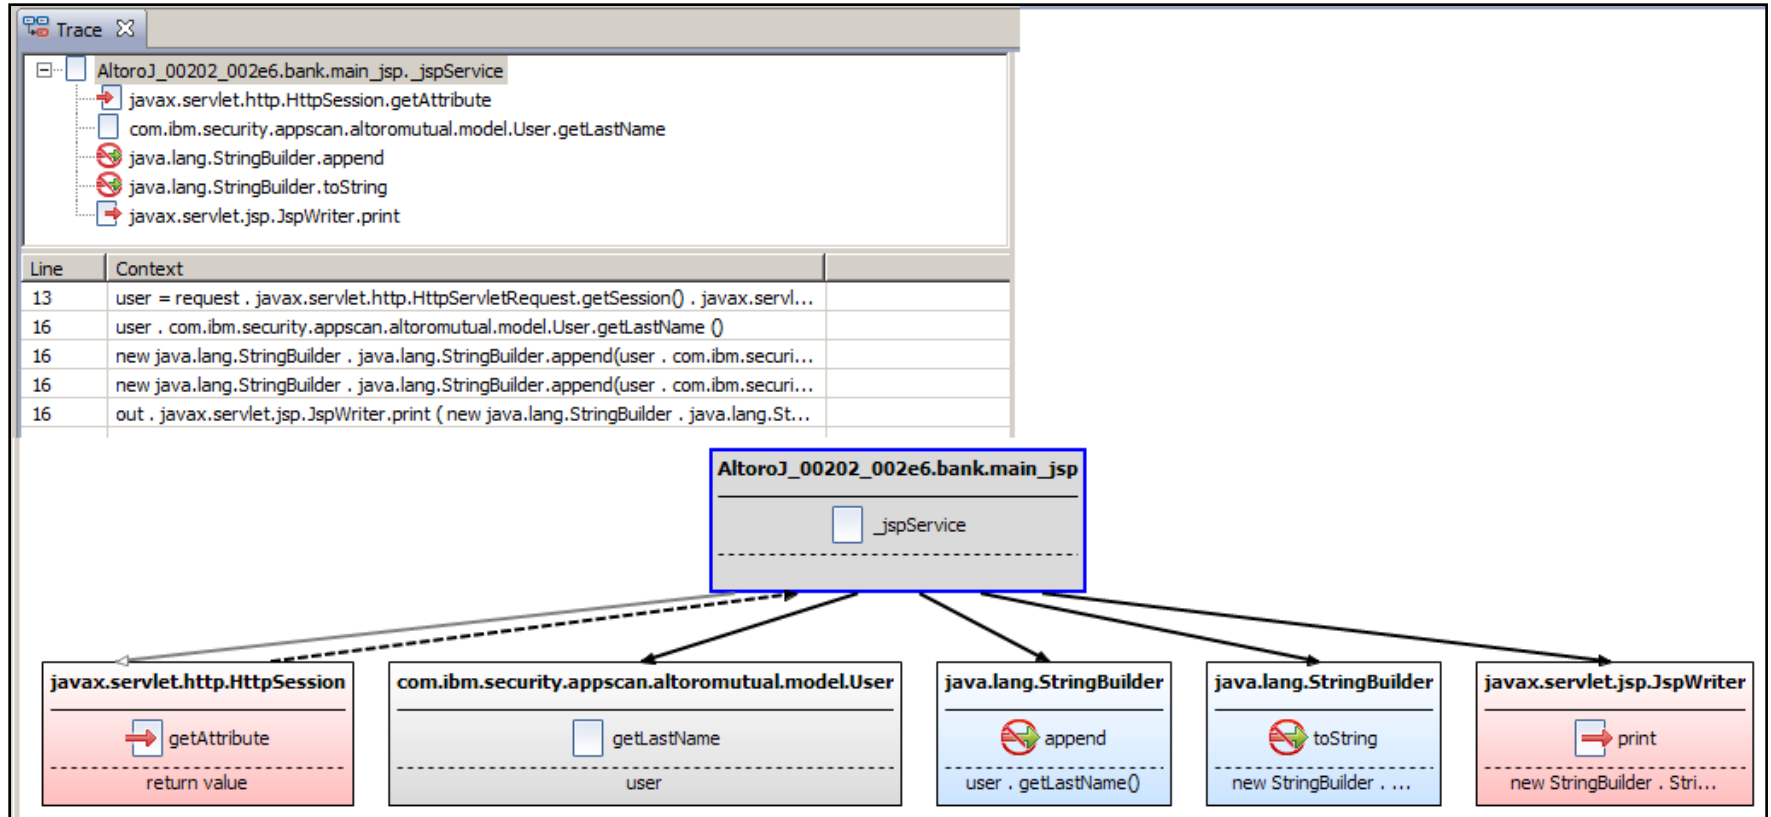 Trace
AltoroJ_00202_002e6.bank.main_jsp._jspService
javax.servlet.http.HttpSession.getAttribute
com.ibm.security.appscan.altoromutual.model.User.getLastName
java.lang.StringBuilder.append
java.lang.StringBuilder.toString
javax.servlet.jsp.JspWriter.print
Line Context
13 user = request . javax.servlet.http.HttpServletRequest.getSession() . javax.servl...
16 user . com.ibm.security.appscan.altoromutual.model.User.getLastName ()
16 new java.lang.StringBuilder . java.lang.StringBuilder.append(user . com.ibm.securi...
16 new java.lang.StringBuilder . java.lang.StringBuilder.append(user . com.ibm.securi...
16 out . javax.servlet.jsp.JspWriter.print ( new java.lang.StringBuilder . java.lang.St...
AltoroJ_00202_002e6.bank.main_jsp
_jspService
javax.servlet.http.HttpSession
getAttribute
return value
com.ibm.security.appscan.altoromutual.model.User
getLastName
user
java.lang.StringBuilder
append
user . getLastName()
java.lang.StringBuilder
toString
new StringBuilder . ...
javax.servlet.jsp.JspWriter
print
new StringBuilder . Stri...